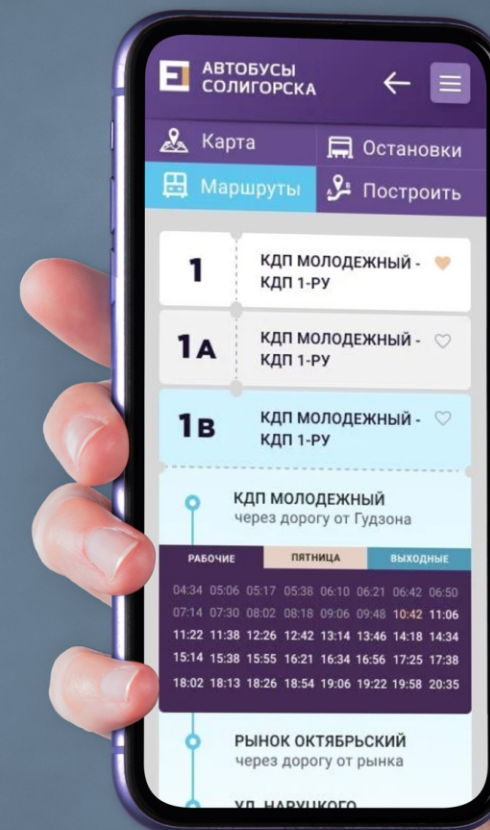 АВТОБУСЫ
СОЛИГОРСКА
Карта
Остановки
Маршруты
Построить
1
КДП МОЛОДЕЖНЫЙ -
КДП 1-РУ
1А
КДП МОЛОДЕЖНЫЙ -
КДП 1-РУ
1В
КДП МОЛОДЕЖНЫЙ -
КДП 1-РУ
КДП МОЛОДЕЖНЫЙ
через дорогу от Гудзона
РАБОЧИЕ ПЯТНИЦА ВЫХОДНЫЕ
04:34 05:06 05:17 05:38 06:10 06:21 06:42 06:50
07:14 07:30 08:02 08:18 09:06 09:48 10:42 11:06
11:22 11:38 12:26 12:42 13:14 13:46 14:18 14:34
15:14 15:38 15:55 16:21 16:34 16:56 17:25 17:38
18:02 18:13 18:26 18:54 19:06 19:22 19:58 20:35
РЫНОК ОКТЯБРЬСКИЙ
через дорогу от рынка
УЛ. НАРУЦКОГО